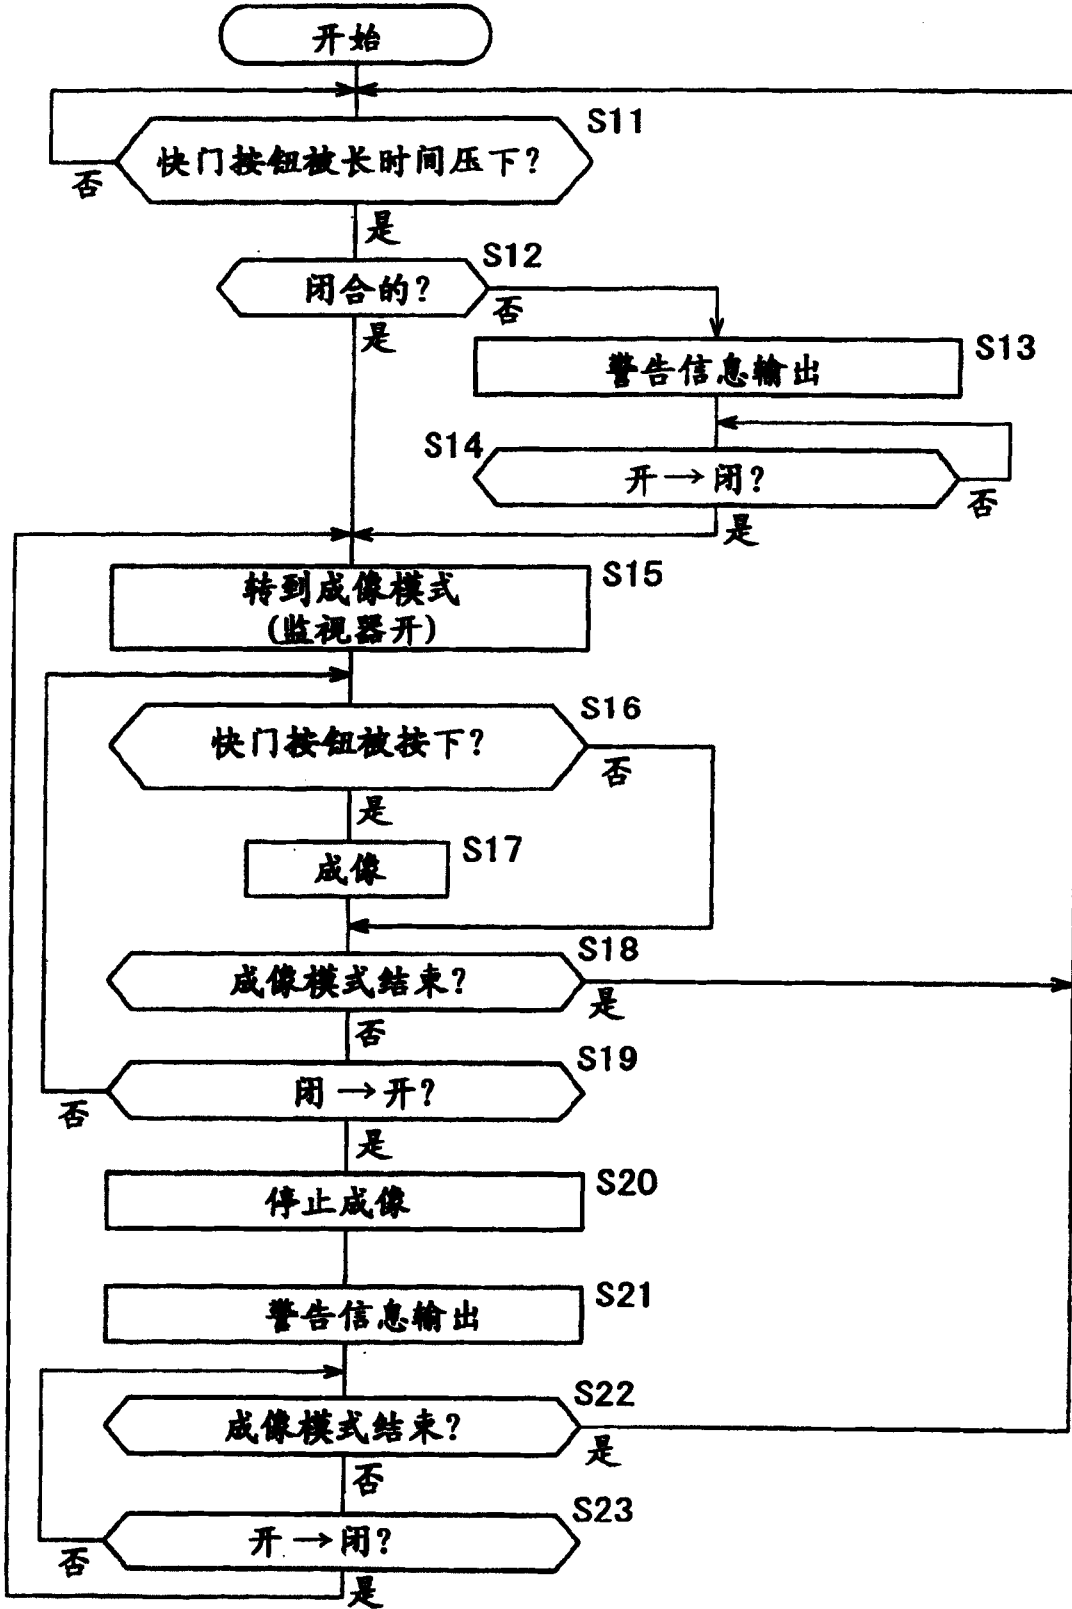 开始
S11
快门按钮被长时间压下?
否
是
S12
闭合的?
否
是
S13
警告信息输出
S14
开→闭?
否
是
S15
转到成像模式
(监视器开)
S16
快门按钮被按下?
否
是
S17
成像
S18
成像模式结束?
是
否
S19
闭→开?
否
是
S20
停止成像
S21
警告信息输出
S22
成像模式结束?
是
否
S23
开→闭?
否
是